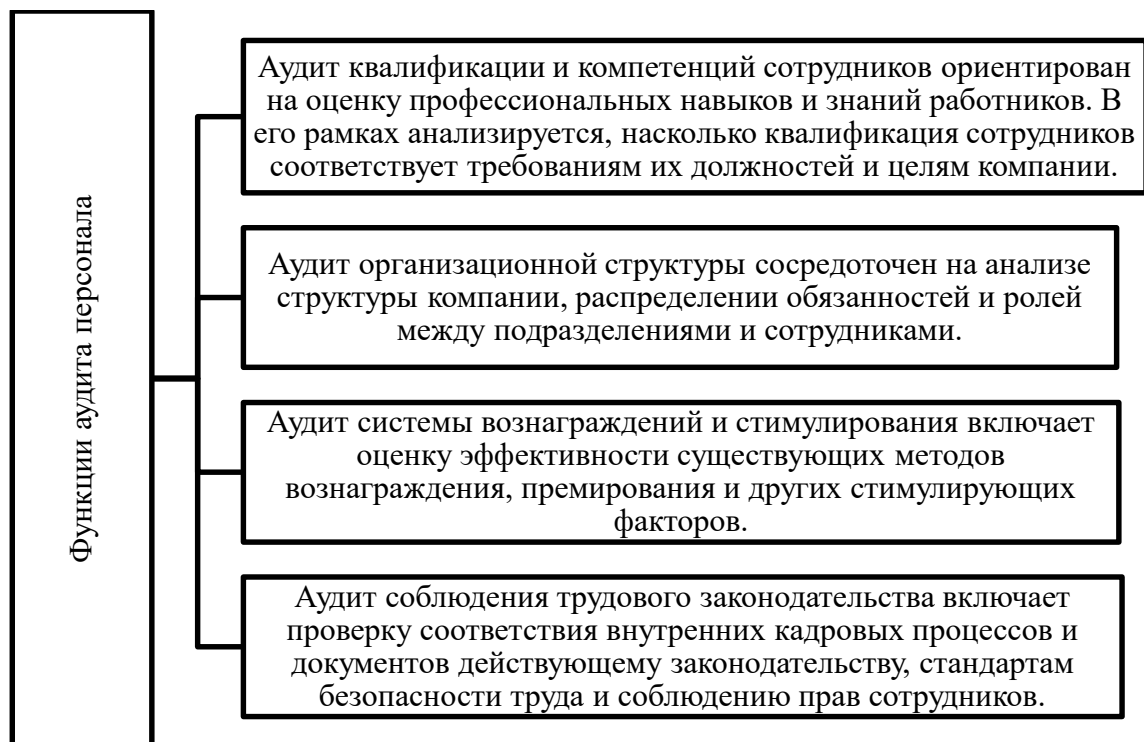 Функции аудита персонала
Аудит квалификации и компетенций сотрудников ориентирован
на оценку профессиональных навыков и знаний работников. В
его рамках анализируется, насколько квалификация сотрудников
соответствует требованиям их должностей и целям компании.
Аудит организационной структуры сосредоточен на анализе
структуры компании, распределении обязанностей и ролей
между подразделениями и сотрудниками.
Аудит системы вознаграждений и стимулирования включает
оценку эффективности существующих методов
вознаграждения, премирования и других стимулирующих
факторов.
Аудит соблюдения трудового законодательства включает
проверку соответствия внутренних кадровых процессов и
документов действующему законодательству, стандартам
безопасности труда и соблюдению прав сотрудников.